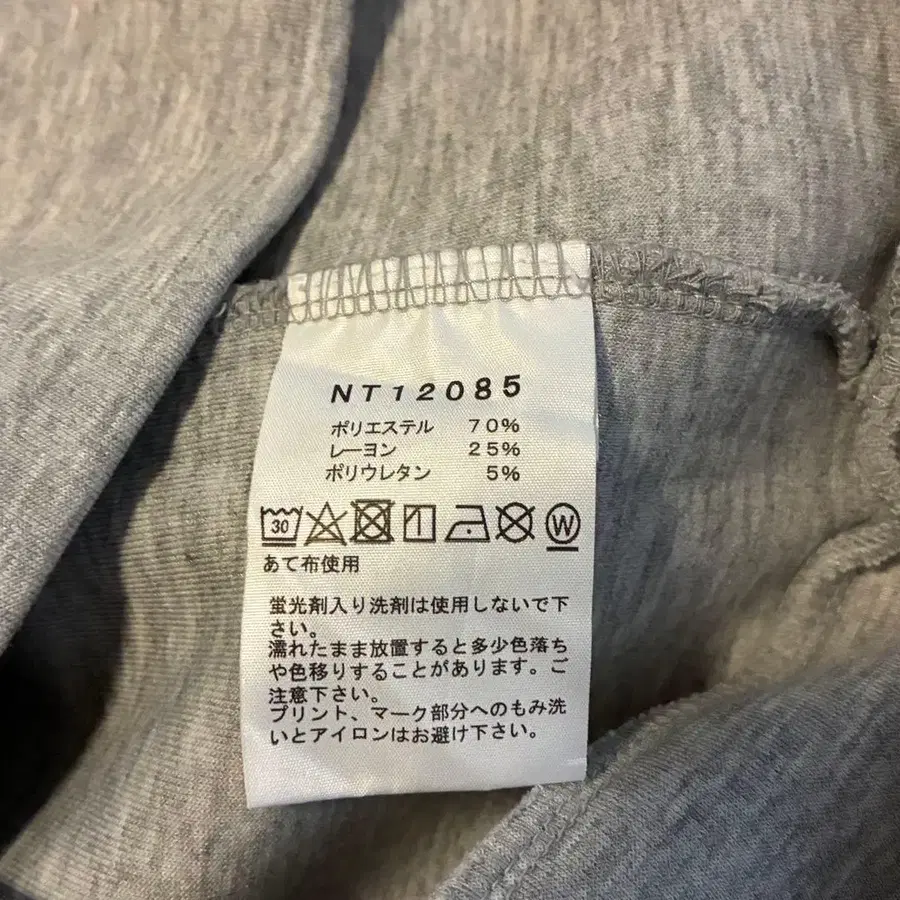 NT12085
ポリエステル 70%
レーヨン 25%
ポリウレタン 5%
30 W
あて布使用
蛍光剤入り洗剤は使用しないで下
さい。
濡れたまま放置すると多少色落ち
や色移りすることがあります。ご
注意下さい。
プリント、マーク部分へのもみ洗
いとアイロンはお避け下さい。